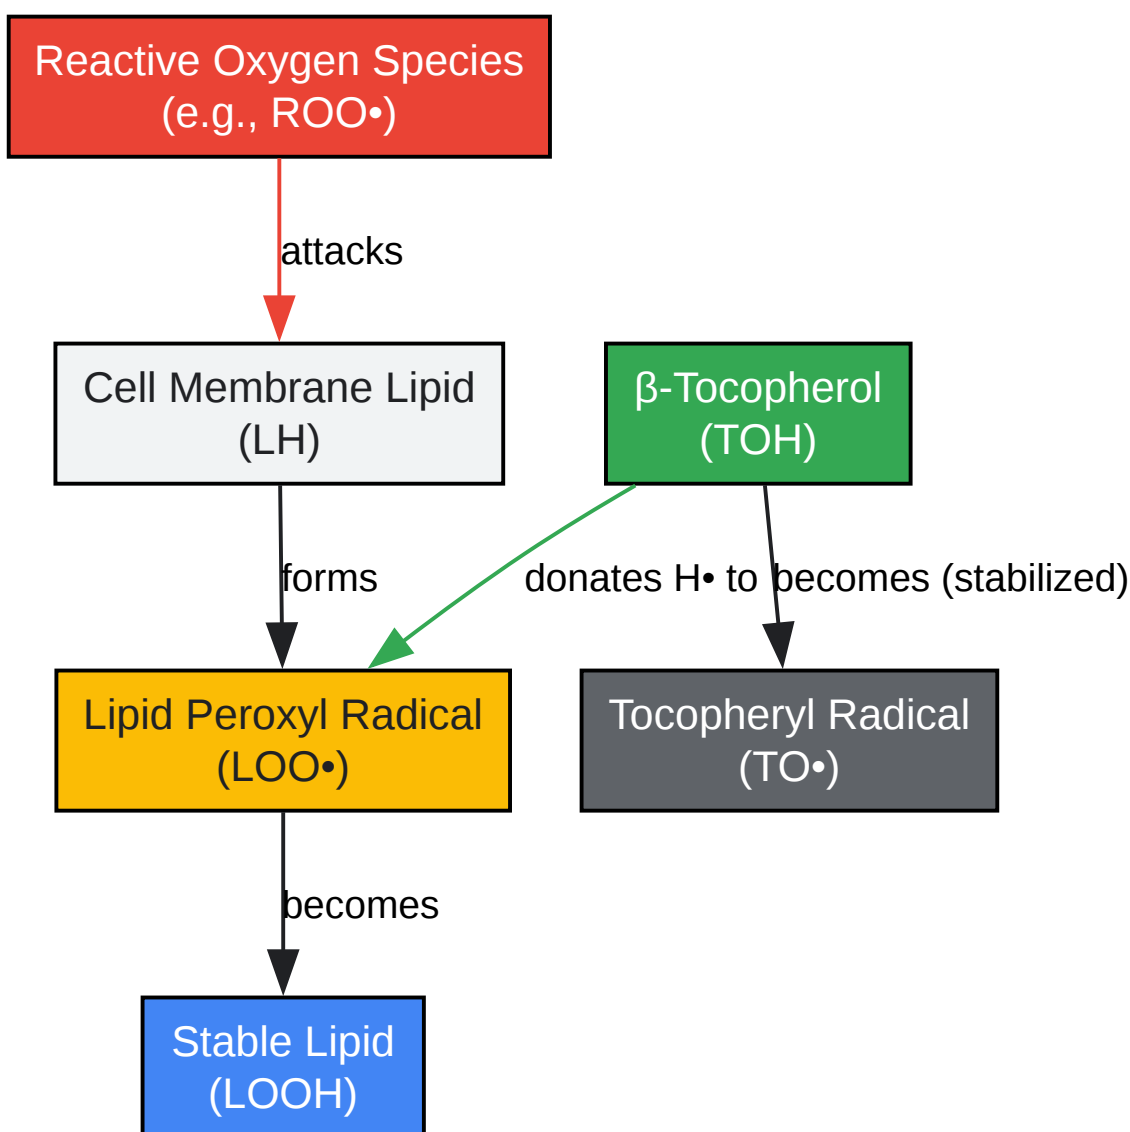 Reactive Oxygen Species
(e.g., ROO•)
attacks
Cell Membrane Lipid
(LH)
β-Tocopherol
(TOH)
forms
donates H• to
becomes (stabilized)
Lipid Peroxyl Radical
(LOO•)
Tocopheryl Radical
(TO•)
becomes
Stable Lipid
(LOOH)